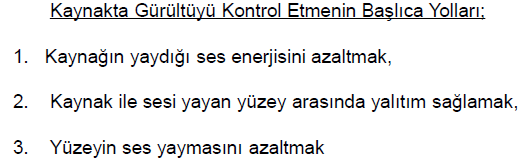 Kaynakta Gürültüyü Kontrol Etmenin Başlıca Yolları;
1. Kaynağın yaydığı ses enerjisini azaltmak,
2. Kaynak ile sesi yayan yüzey arasında yalıtım sağlamak,
3. Yüzeyin ses yaymasını azaltmak